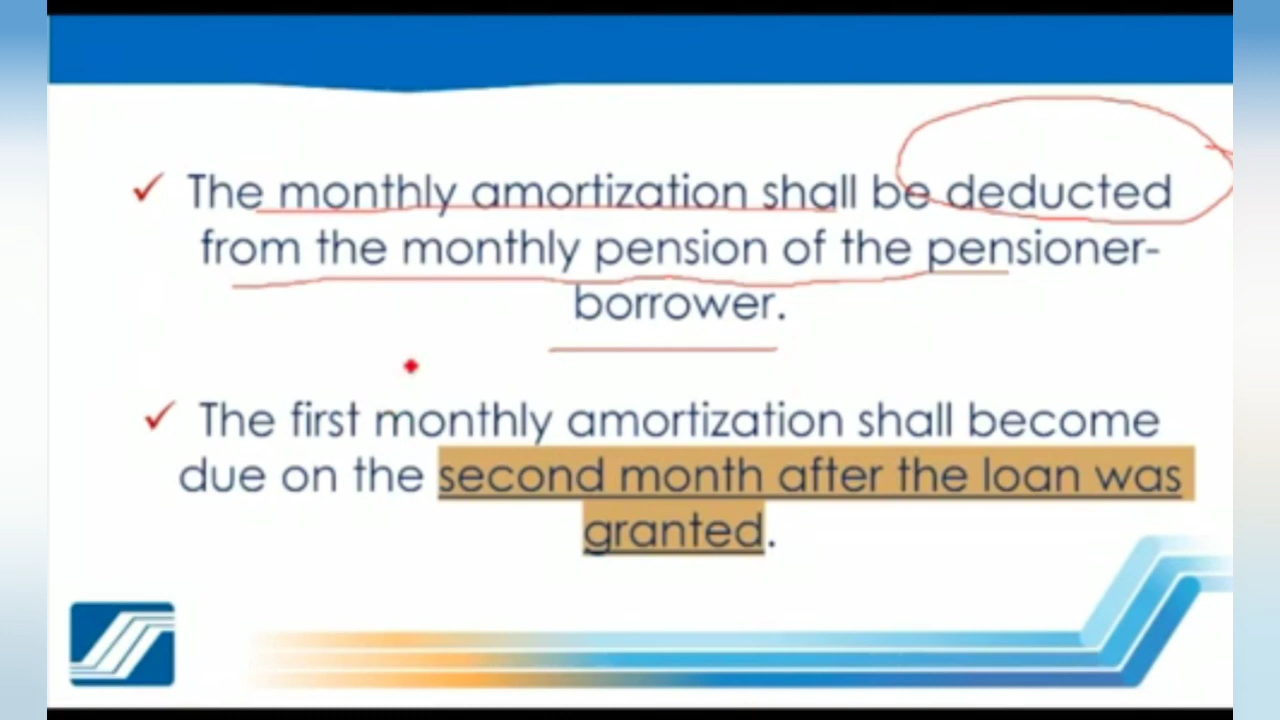 ✓ The monthly amortization shall be deducted
from the monthly pension of the pensioner-
borrower.
✓ The first monthly amortization shall become
due on the second month after the loan was
granted.